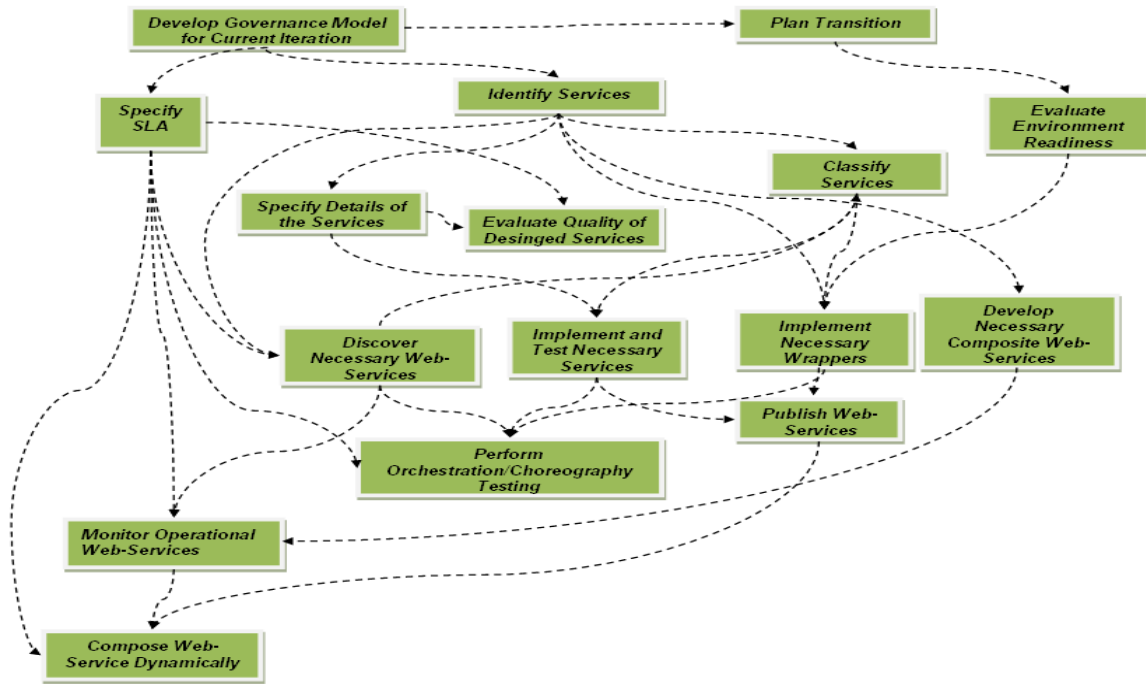 Develop Governance Model
for Current Iteration
Plan Transition
Identify Services
Specify
SLA
Evaluate
Environment
Readiness
Classify
Services
Specify Details of
the Services
Evaluate Quality of
Desinged Services
Discover
Necessary Web-
Services
Implement and
Test Necessary
Services
Implement
Necessary
Wrappers
Develop
Necessary
Composite Web-
Services
Publish Web-
Services
Perform
Orchestration/Choreography
Testing
Monitor Operational
Web-Services
Compose Web-
Service Dynamically